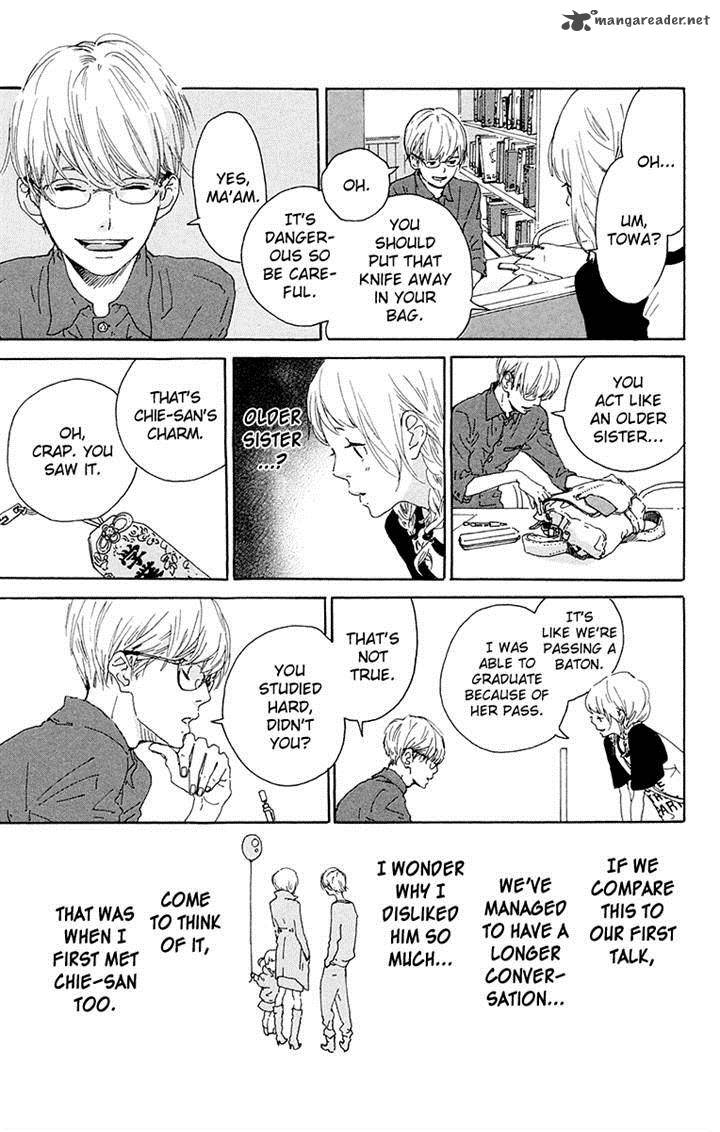 mangareader.net
OH...
UM,
TOWA?
OH.
YOU
SHOULD
PUT THAT
KNIFE AWAY
IN YOUR
BAG.
IT'S
DANGER-
OUS SO
BE CARE-
FUL.
YES,
MA'AM.
YOU
ACT LIKE
AN OLDER
SISTER...
OLDER
SISTER
...?
THAT'S
CHIE-SAN'S
CHARM.
OH,
CRAP. YOU
SAW IT.
学業
IT'S
LIKE WE'RE
PASSING A
BATON.
I WAS
ABLE TO
GRADUATE
BECAUSE OF
HER PASS.
THAT'S
NOT
TRUE.
YOU
STUDIED
HARD,
DIDN'T
YOU?
IF WE
COMPARE
THIS TO
OUR FIRST
TALK,
WE'VE
MANAGED
TO HAVE A
LONGER
CONVER-
SATION...
I WONDER
WHY I
DISLIKED
HIM SO
MUCH...
COME
TO THINK
OF IT,
THAT WAS
WHEN I
FIRST MET
CHIE-SAN
TOO.